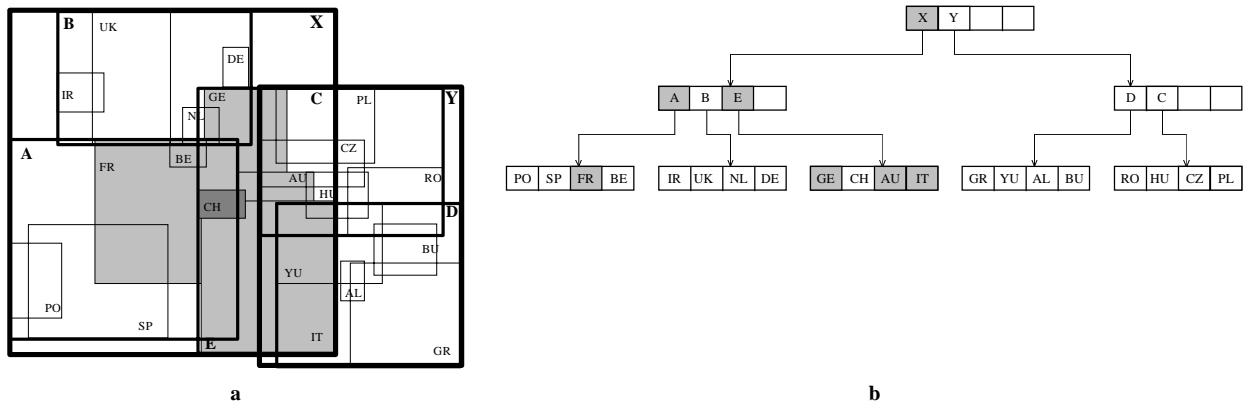 B
UK
X
DE
IR
GE
C
PL
Y
NL
A
FR
BE
CZ
AU
RO
HU
CH
D
BU
YU
AL
PO
SP
E
IT
GR
a
X Y
A B E
D C
PO SP FR BE
IR UK NL DE
GE CH AU IT
GR YU AL BU
RO HU CZ PL
b